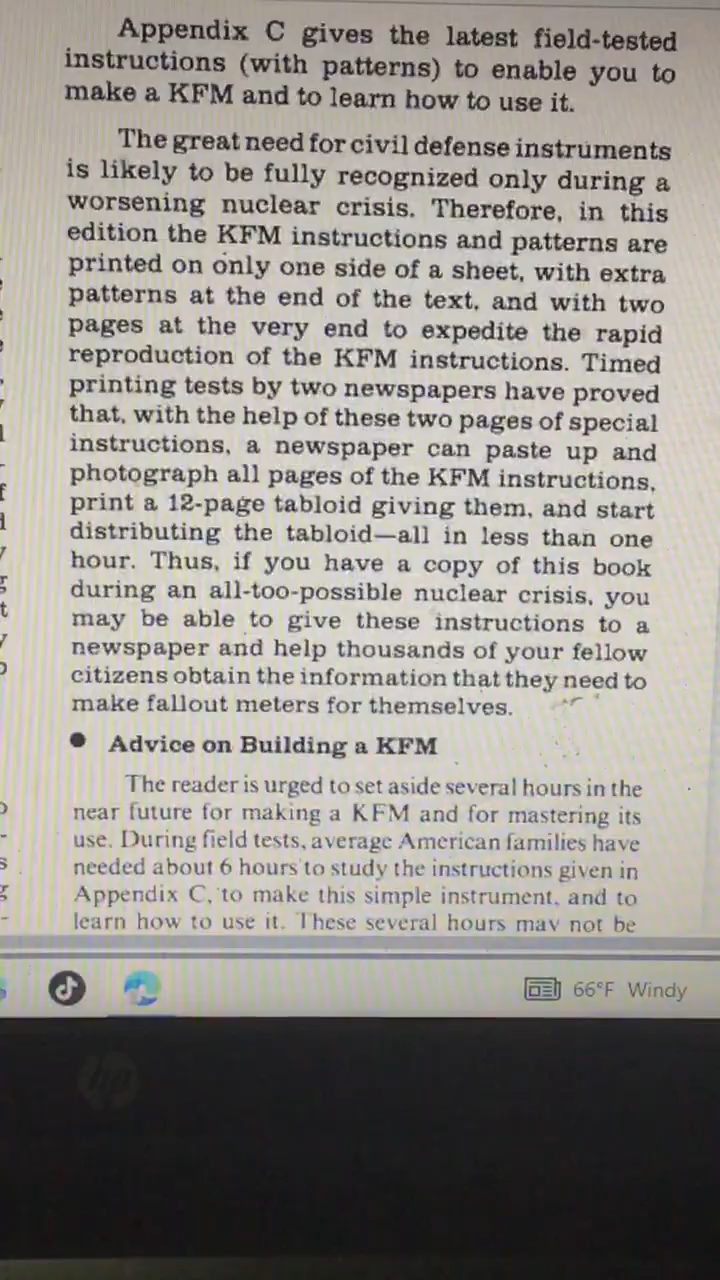 Appendix C gives the latest field-tested
instructions (with patterns) to enable you to
make a KFM and to learn how to use it.
The great need for civil defense instruments
is likely to be fully recognized only during a
worsening nuclear crisis. Therefore, in this
edition the KFM instructions and patterns are
printed on only one side of a sheet, with extra
patterns at the end of the text, and with two
pages at the very end to expedite the rapid
reproduction of the KFM instructions. Timed
printing tests by two newspapers have proved
that, with the help of these two pages of special
instructions, a newspaper can paste up and
photograph all pages of the KFM instructions,
print a 12-page tabloid giving them, and start
distributing the tabloid—all in less than one
hour. Thus, if you have a copy of this book
during an all-too-possible nuclear crisis, you
may be able to give these instructions to a
newspaper and help thousands of your fellow
citizens obtain the information that they need to
make fallout meters for themselves.
● Advice on Building a KFM
The reader is urged to set aside several hours in the
near future for making a KFM and for mastering its
use. During field tests, average American families have
needed about 6 hours to study the instructions given in
Appendix C, to make this simple instrument, and to
learn how to use it. These several hours may not be
66°F Windy
hp